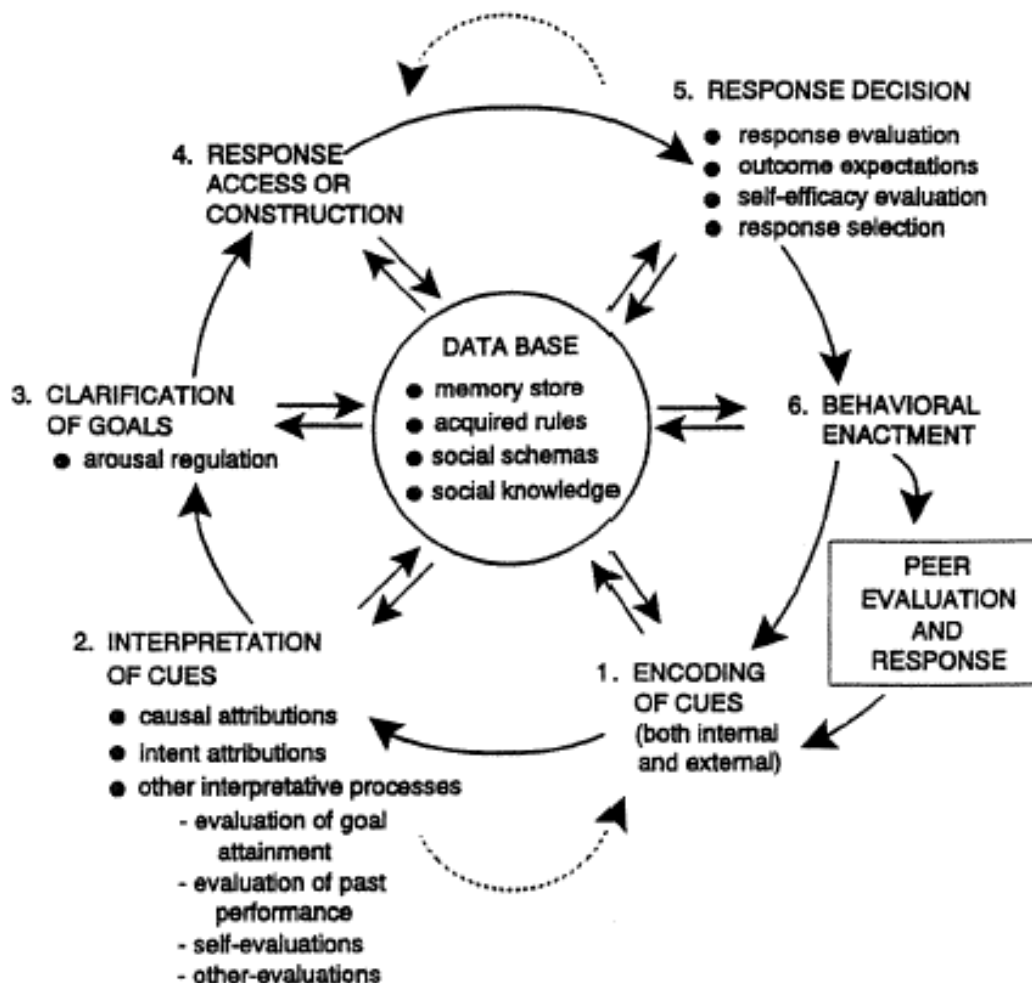 5. RESPONSE DECISION
● response evaluation
● outcome expectations
● self-efficacy evaluation
● response selection
4. RESPONSE
ACCESS OR
CONSTRUCTION
DATA BASE
● memory store
● acquired rules
● social schemas
● social knowledge
3. CLARIFICATION
OF GOALS
● arousal regulation
6. BEHAVIORAL
ENACTMENT
PEER
EVALUATION
AND
RESPONSE
2. INTERPRETATION
OF CUES
● causal attributions
● intent attributions
● other interpretative processes
- evaluation of goal
attainment
- evaluation of past
performance
- self-evaluations
- other-evaluations
1. ENCODING
OF CUES
(both internal
and external)